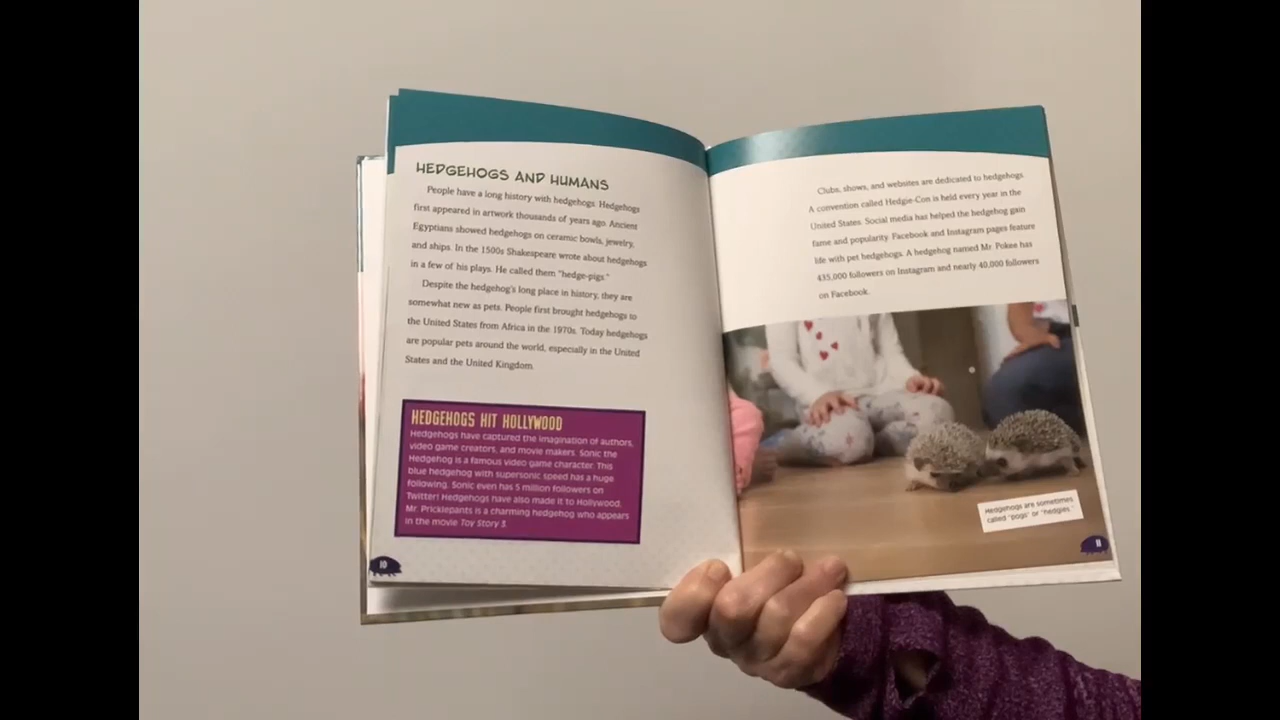 HEDGEHOGS AND HUMANS
People have a long history with hedgehogs. Hedgehogs
first appeared in artwork thousands of years ago. Ancient
Egyptians showed hedgehogs on ceramic bowls, jewelry,
and ships. In the 1500s Shakespeare wrote about hedgehogs
in a few of his plays. He called them "hedge-pigs."
Despite the hedgehog's long place in history, they are
somewhat new as pets. People first brought hedgehogs to
the United States from Africa in the 1970s. Today hedgehogs
are popular pets around the world, especially in the United
States and the United Kingdom.
HEDGEHOGS HIT HOLLYWOOD
Hedgehogs have captured the imagination of authors,
video game creators, and movie makers. Sonic the
Hedgehog is a famous video game character. This
blue hedgehog with supersonic speed has a huge
following. Sonic even has 5 million followers on
Twitter! Hedgehogs have also made it to Hollywood.
Mr. Pricklepants is a charming hedgehog who appears
in the movie Toy Story 3.
10
Clubs, shows, and websites are dedicated to hedgehogs.
A convention called Hedgie-Con is held every year in the
United States. Social media has helped the hedgehog gain
fame and popularity. Facebook and Instagram pages feature
life with pet hedgehogs. A hedgehog named Mr. Pokee has
435,000 followers on Instagram and nearly 40,000 followers
on Facebook.
Hedgehogs are sometimes
called "pogs" or "hedgies."
11